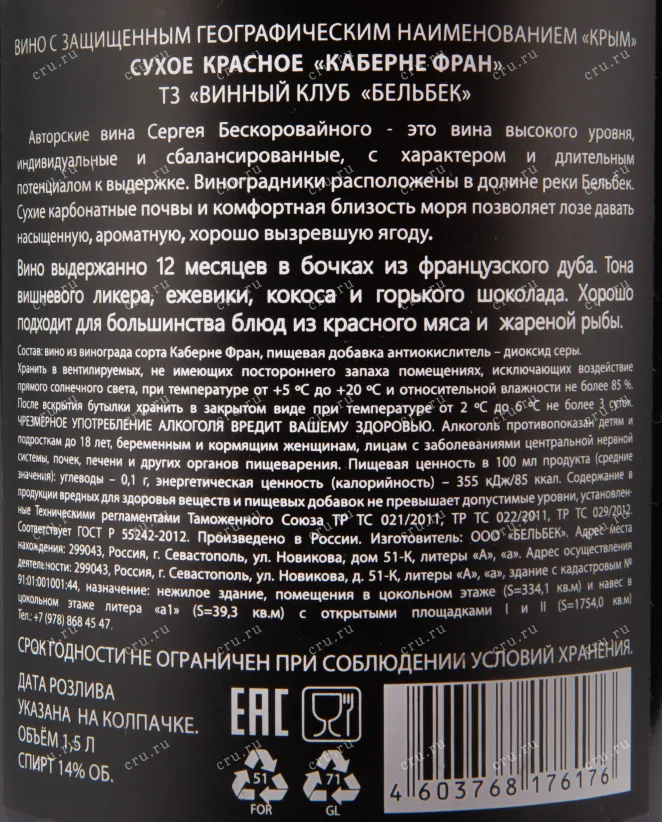 ВИНО С ЗАЩИЩЕННЫМ ГЕОГРАФИЧЕСКИМ НАИМЕНОВАНИЕМ «КРЫМ»
СУХОЕ КРАСНОЕ «КАБЕРНЕ ФРАН»
ТЗ «ВИННЫЙ КЛУБ «БЕЛЬБЕК»
Авторские вина Сергея Бескоровайного - это вина высокого уровня,
индивидуальные и сбалансированные, с характером и длительным
потенциалом к выдержке. Виноградники расположены в долине реки Бельбек.
Сухие карбонатные почвы и комфортная близость моря позволяет лозе давать
насыщенную, ароматную, хорошо вызревшую ягоду.
Вино выдержанно 12 месяцев в бочках из французского дуба. Тона
вишневого ликера, ежевики, кокоса и горького шоколада. Хорошо
подходит для большинства блюд из красного мяса и жареной рыбы.
Состав: вино из винограда сорта Каберне Фран, пищевая добавка антиокислитель – диоксид серы.
Хранить в вентилируемых, не имеющих постороннего запаха помещениях, исключающих воздействие
прямого солнечного света, при температуре от +5 ºС до +20 ºС и относительной влажности не более 85 %.
После вскрытия бутылки хранить в закрытом виде при температуре от 2 ºС до 6 ºС не более 3 суток.
ЧРЕЗМЕРНОЕ УПОТРЕБЛЕНИЕ АЛКОГОЛЯ ВРЕДИТ ВАШЕМУ ЗДОРОВЬЮ. Алкоголь противопоказан детям и
подросткам до 18 лет, беременным и кормящим женщинам, лицам с заболеваниями центральной нервной
системы, почек, печени и других органов пищеварения. Пищевая ценность в 100 мл продукта (средние
значения): углеводы – 0,1 г, энергетическая ценность (калорийность) – 355 кДж/85 ккал. Содержание в
продукции вредных для здоровья веществ и пищевых добавок не превышает допустимые уровни, установлен-
ные Техническими регламентами Таможенного Союза, ТР ТС 021/2011, ТР ТС 022/2011, ТР ТС 029/2012.
Соответствует ГОСТ Р 55242-2012. Произведено в России. Изготовитель: ООО «БЕЛЬБЕК». Адрес места
нахождения: 299043, Россия, г. Севастополь, ул. Новикова, дом 51-К, литеры «А», «а». Адрес осуществления
деятельности: 299043, Россия, г. Севастополь, ул. Новикова, д. 51-К, литеры «А», «а», здание с кадастровым №
91:01:001001:44, назначение: нежилое здание, помещения в цокольном этаже (S=334,1 кв.м) и навес в
цокольном этаже литера «а1» (S=39,3 кв.м) с открытыми площадками I и II (S=1754,0 кв.м)
Тел.: +7 (978) 868 45 47.
СРОК ГОДНОСТИ НЕ ОГРАНИЧЕН ПРИ СОБЛЮДЕНИИ УСЛОВИЙ ХРАНЕНИЯ.
ДАТА РОЗЛИВА
УКАЗАНА НА КОЛПАЧКЕ.
ОБЪЁМ 1,5 Л
СПИРТ 14% ОБ.
EAC
51
FOR
71
GL
4 603768 176176
cru.ru